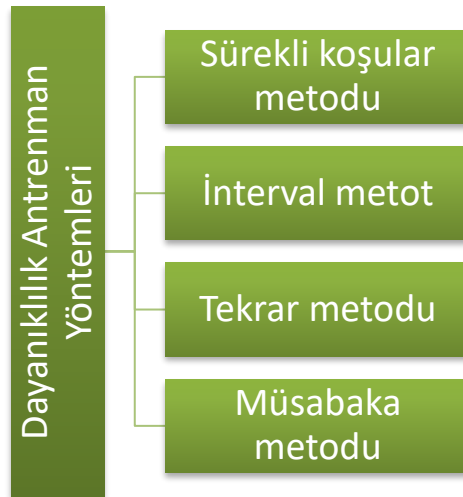 Dayanıklılık Antrenman
Yöntemleri
Sürekli koşular
metodu
İnterval metot
Tekrar metodu
Müsabaka
metodu